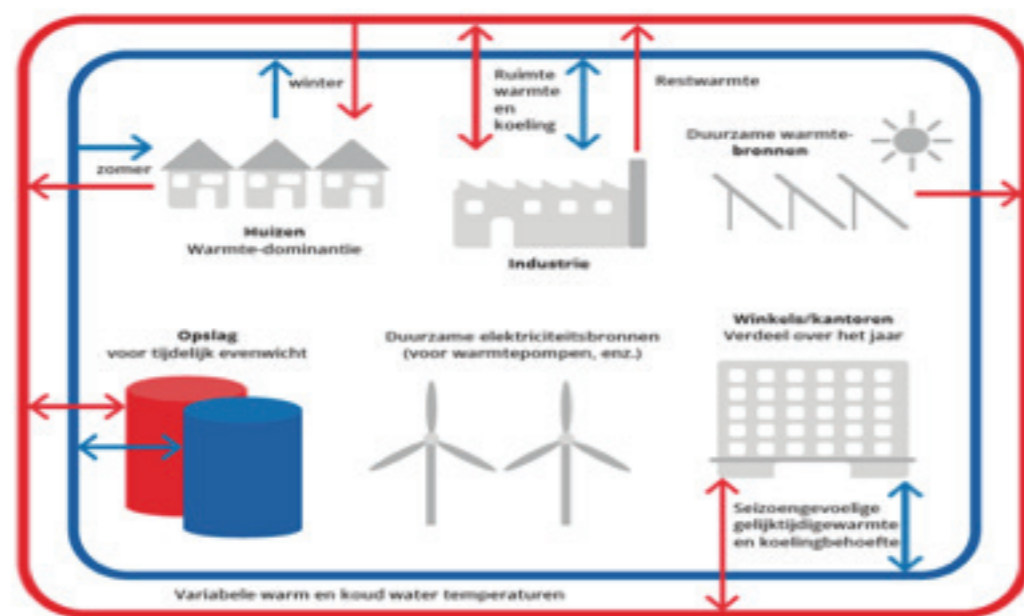 winter
Ruimte
warmte
en
koeling
Restwarmte
Duurzame warmte-
bronnen
zomer
Huizen
Warmte-dominantie
Industrie
Opslag
voor tijdelijk evenwicht
Duurzame elektriciteitsbronnen
(voor warmtepompen, enz.)
Winkels/kantoren
Verdeel over het jaar
Seizoengevoelige
gelijktijdigewarmte
en koelingbehoefte
Variabele warm en koud water temperaturen